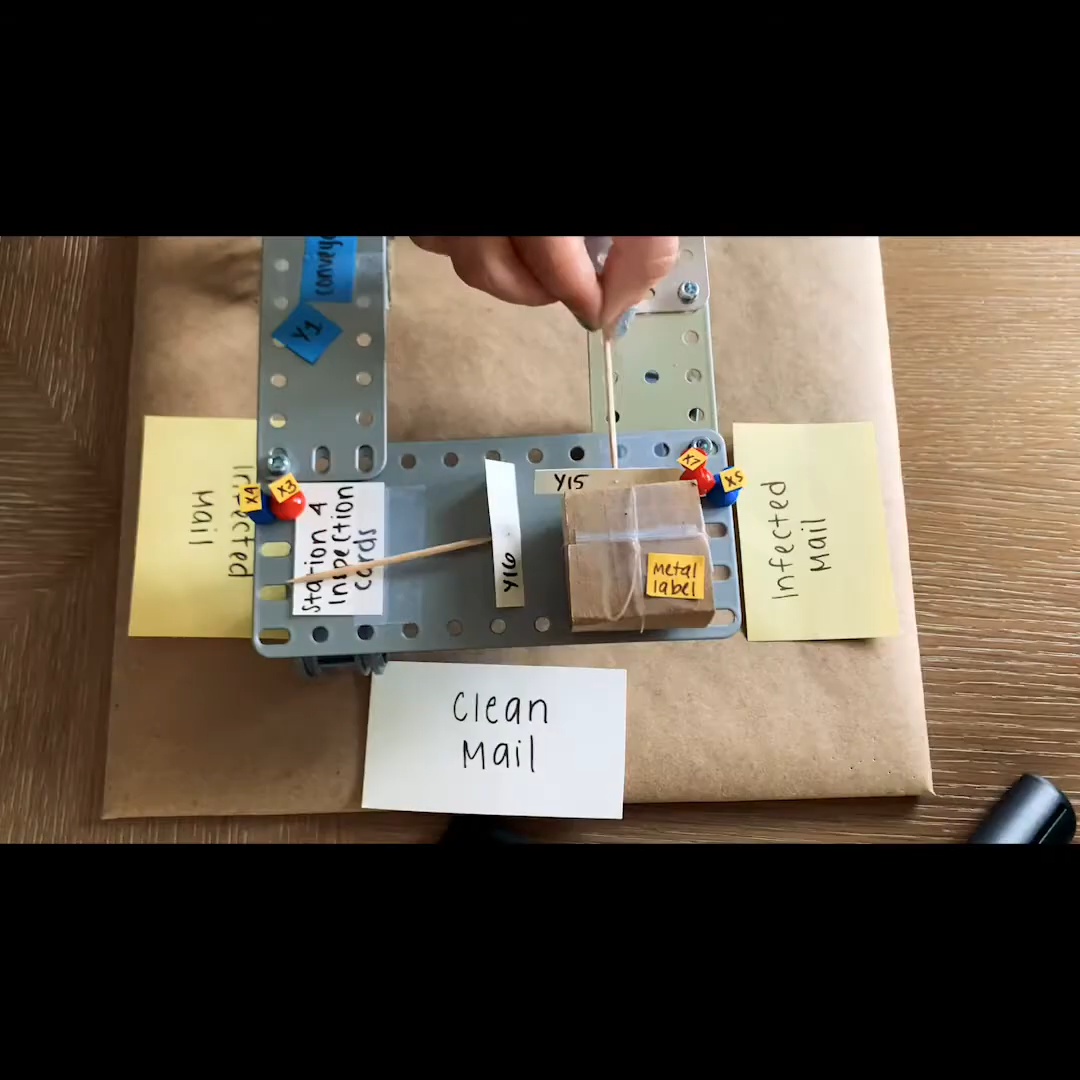 conveyo
Y1
Infected
Mail
X4
X3
Station 4
Inspection
cards
Y16
Y15
X7
X5
metal
label
Infected
Mail
Clean
Mail